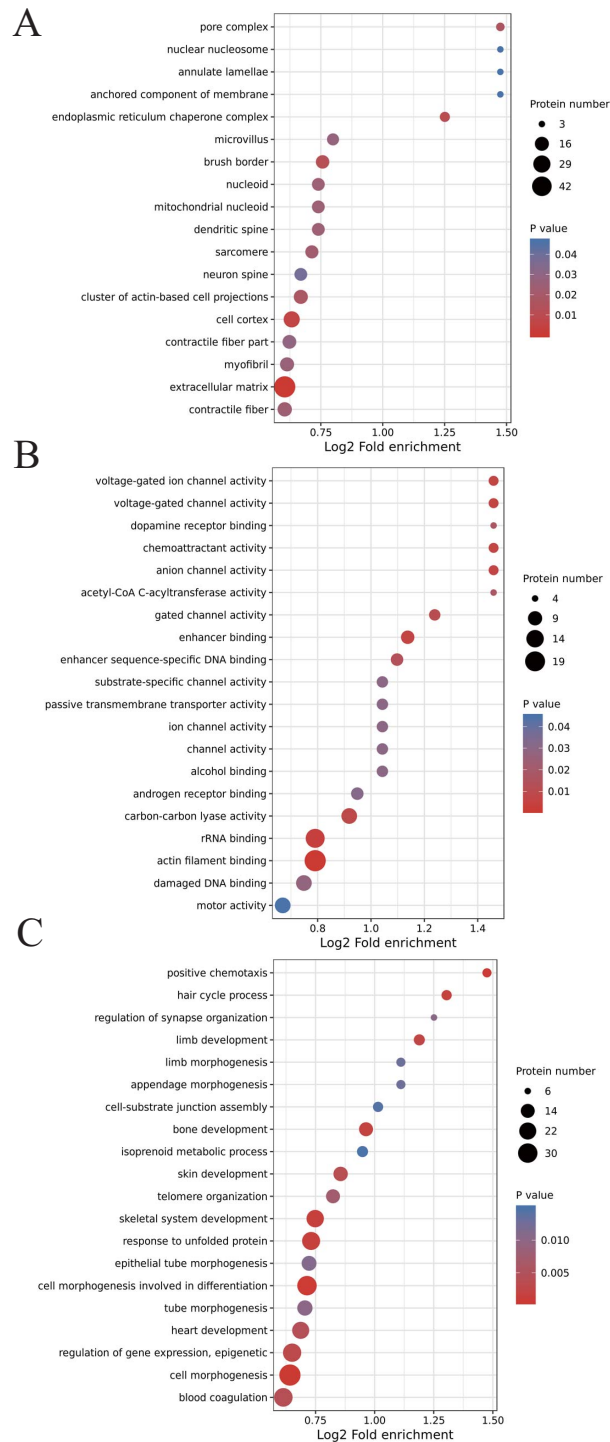 A
pore complex
nuclear nucleosome
annulate lamellae
anchored component of membrane
endoplasmic reticulum chaperone complex
microvillus
brush border
nucleoid
mitochondrial nucleoid
dendritic spine
sarcomere
neuron spine
cluster of actin-based cell projections
cell cortex
contractile fiber part
myofibril
extracellular matrix
contractile fiber
0.75 1.00 1.25 1.50
Log2 Fold enrichment
Protein number
3
16
29
42
P value
0.04
0.03
0.02
0.01
B
voltage-gated ion channel activity
voltage-gated channel activity
dopamine receptor binding
chemoattractant activity
anion channel activity
acetyl-CoA C-acyltransferase activity
gated channel activity
enhancer binding
enhancer sequence-specific DNA binding
substrate-specific channel activity
passive transmembrane transporter activity
ion channel activity
channel activity
alcohol binding
androgen receptor binding
carbon-carbon lyase activity
rRNA binding
actin filament binding
damaged DNA binding
motor activity
0.8 1.0 1.2 1.4
Log2 Fold enrichment
Protein number
4
9
14
19
P value
0.04
0.03
0.02
0.01
C
positive chemotaxis
hair cycle process
regulation of synapse organization
limb development
limb morphogenesis
appendage morphogenesis
cell-substrate junction assembly
bone development
isoprenoid metabolic process
skin development
telomere organization
skeletal system development
response to unfolded protein
epithelial tube morphogenesis
cell morphogenesis involved in differentiation
tube morphogenesis
heart development
regulation of gene expression, epigenetic
cell morphogenesis
blood coagulation
0.75 1.00 1.25 1.50
Log2 Fold enrichment
Protein number
6
14
22
30
P value
0.010
0.005